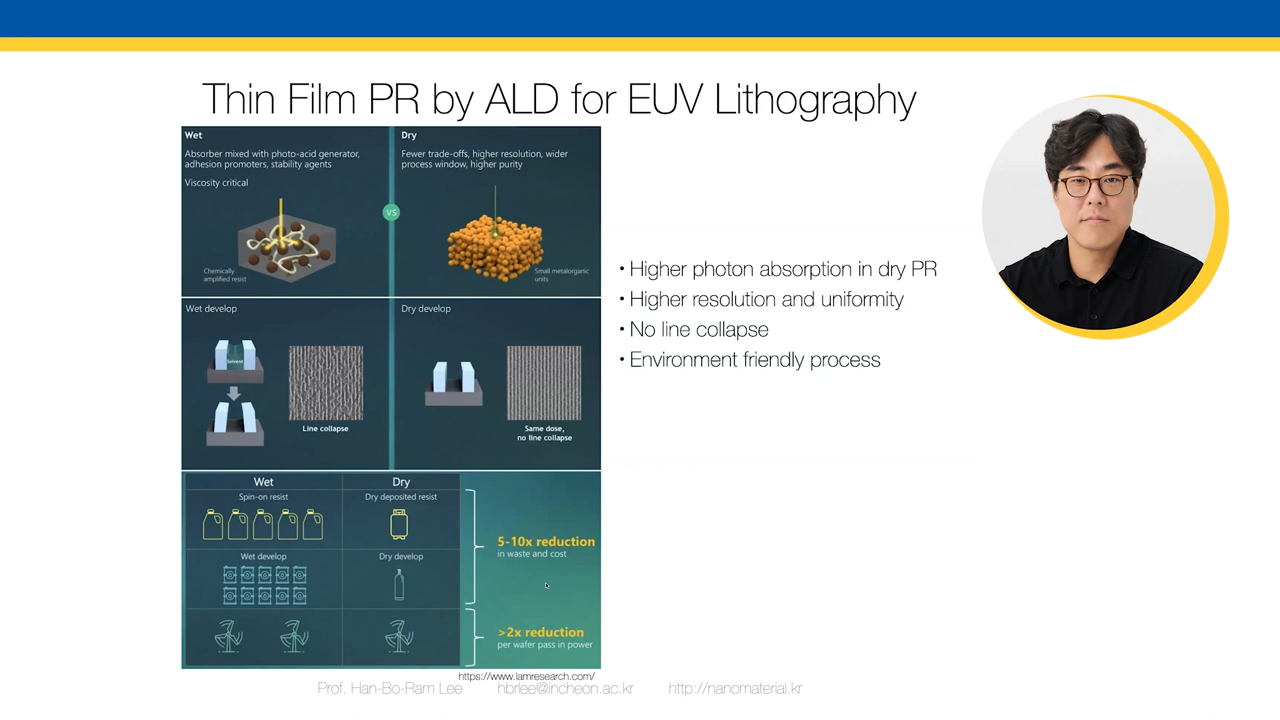 Thin Film PR by ALD for EUV Lithography
Wet
Absorber mixed with photo-acid generator,
adhesion promoters, stability agents
Viscosity critical
Chemically
amplified resist
VS
Dry
Fewer trade-offs, higher resolution, wider
process window, higher purity
Small metalorganic
units
Wet develop
Solvent
Line collapse
Dry develop
Same dose,
no line collapse
Wet
Dry
Spin-on resist
Dry deposited resist
Wet develop
Dry develop
5-10x reduction
in waste and cost
>2x reduction
per wafer pass in power
• Higher photon absorption in dry PR
• Higher resolution and uniformity
• No line collapse
• Environment friendly process
https://www.lamresearch.com/
Prof. Han-Bo-Ram Lee
hbrlee@incheon.ac.kr
http://nanomaterial.kr